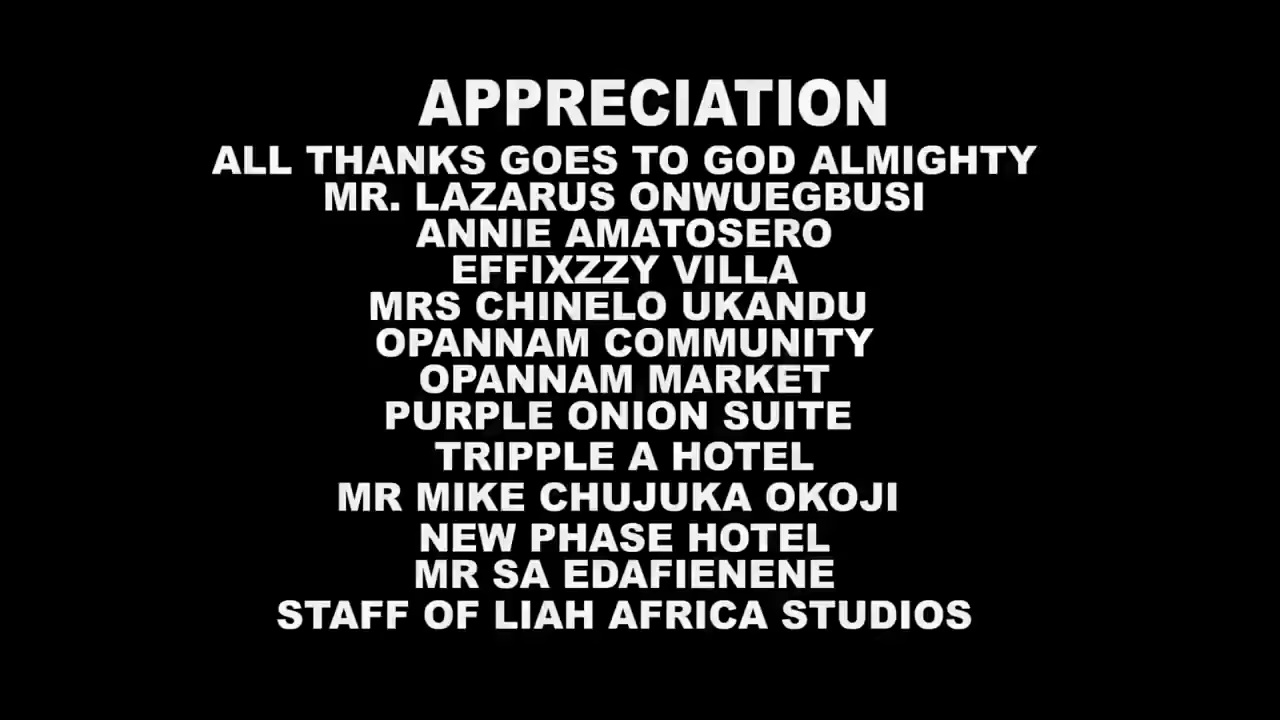 APPRECIATION
ALL THANKS GOES TO GOD ALMIGHTY
MR. LAZARUS ONWUEGBUSI
ANNIE AMATOSERO
EFFIXZZY VILLA
MRS CHINELO UKANDU
OPANNAM COMMUNITY
OPANNAM MARKET
PURPLE ONION SUITE
TRIPPLE A HOTEL
MR MIKE CHUJUKA OKOJI
NEW PHASE HOTEL
MR SA EDAFIENENE
STAFF OF LIAH AFRICA STUDIOS